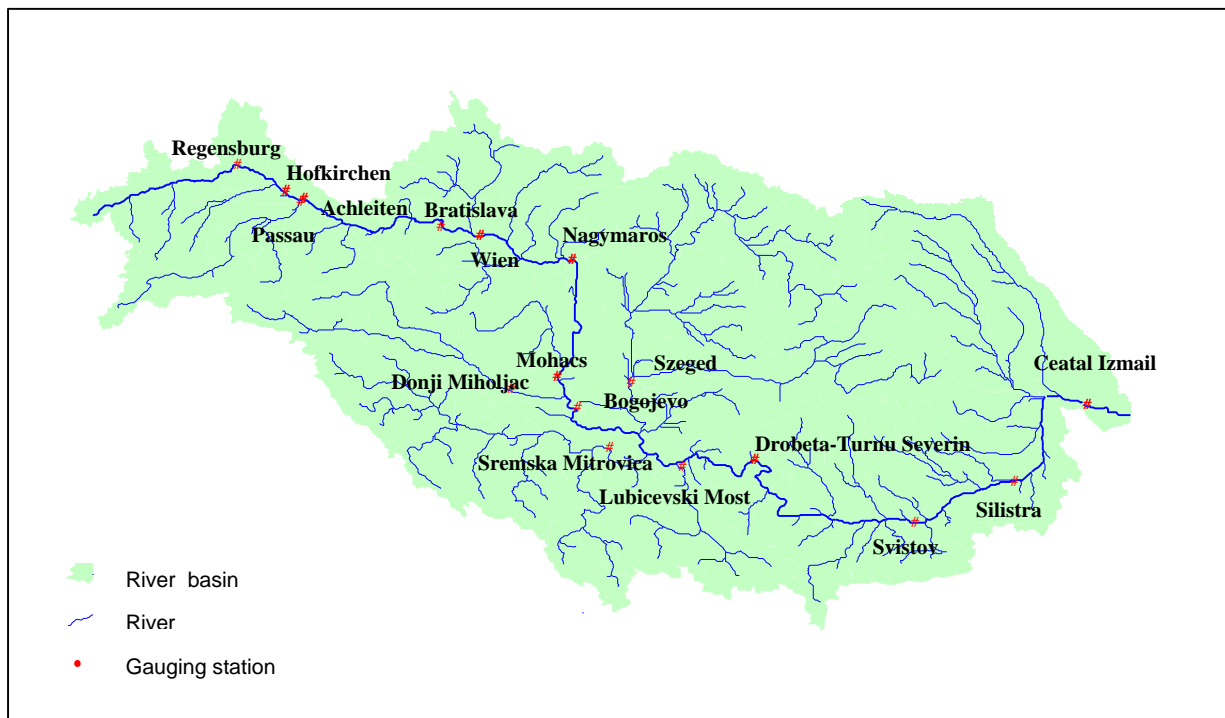 Regensburg
Hofkirchen
Achleiten
Bratislava
Passau
Nagymaros
Wien
Mohacs
Szeged
Ceatal Izmail
Donji Miholjac
Bogojevo
Drobeta-Turnu Severin
Sremska Mitrovica
Lubicevski Most
Silistra
Svistov
River basin
River
Gauging station